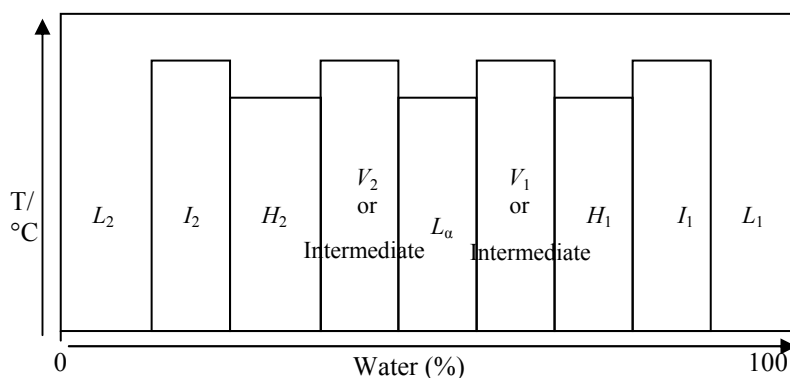 V₂
or
Intermediate
V₁
or
Intermediate
T/
°C
L₂
I₂
H₂
Lα
H₁
I₁
L₁
0
Water (%)
100